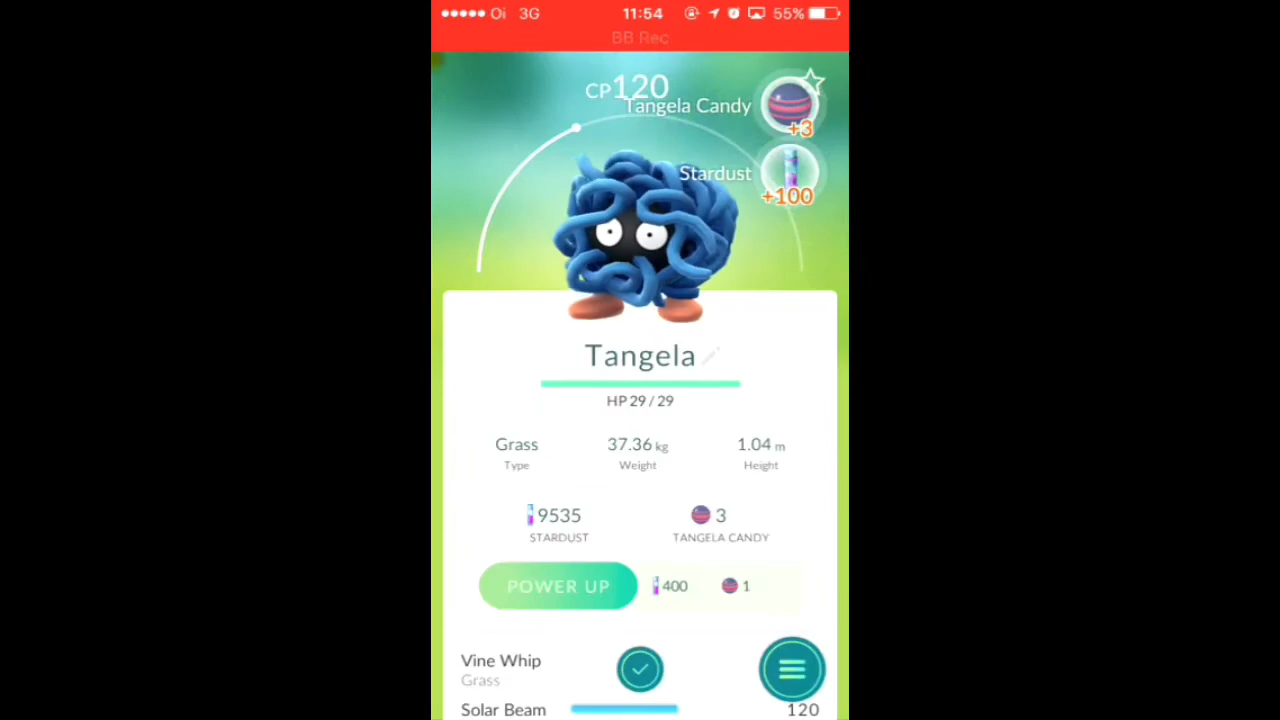 Oi 3G 11:54 55%
BB Rec
CP120
Tangela Candy
+3
Stardust
+100
Tangela
HP 29 / 29
Grass 37.36 kg 1.04 m
Type Weight Height
9535 3
STARDUST TANGELA CANDY
POWER UP 400 1
Vine Whip
Grass
Solar Beam 120